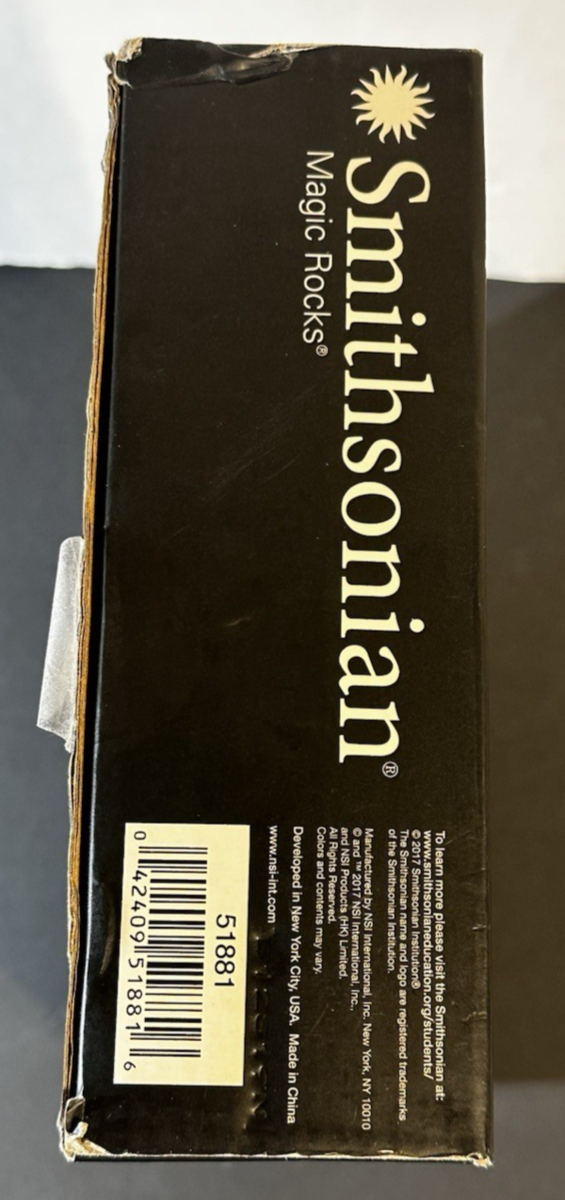 Smithsonian®
Magic Rocks®
To learn more please visit the Smithsonian at:
www.smithsonianeducation.org/students/
© 2017 Smithsonian Institution®
The Smithsonian name and logo are registered trademarks
of the Smithsonian Institution.
Manufactured by NSI International, Inc. New York, NY 10010
© and ™ 2017 NSI International, Inc.,
and NSI Products (HK) Limited.
All Rights Reserved.
Colors and contents may vary.
Developed in New York City, USA. Made in China
www.nsi-int.com
51881
0 42409 51881 6